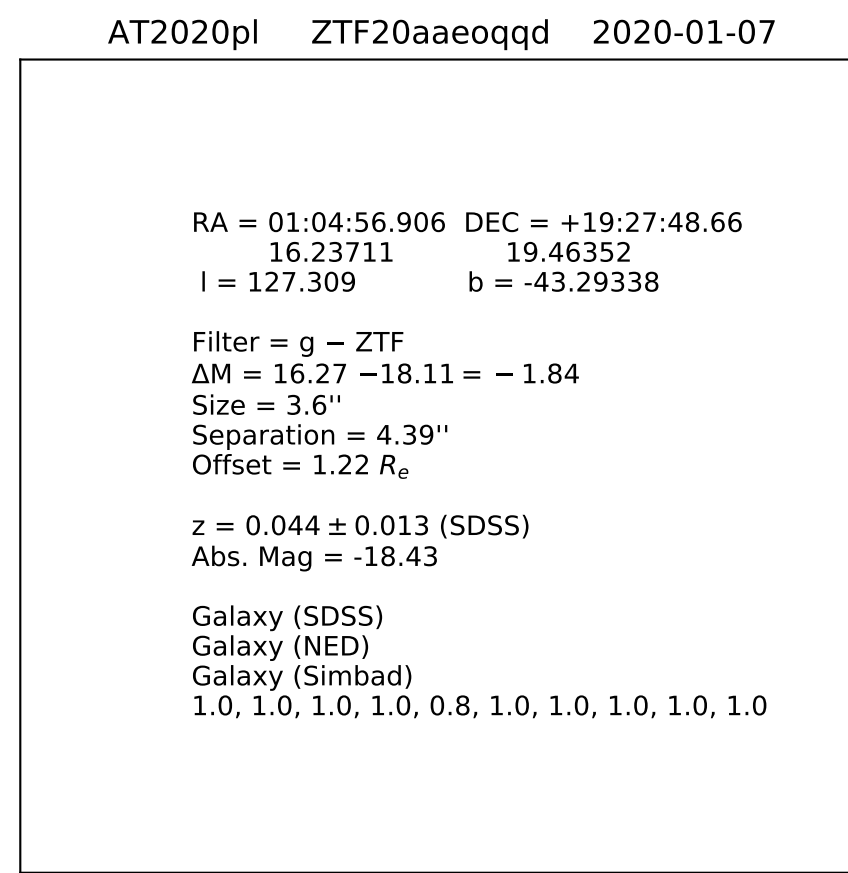 AT2020pl ZTF20aaeoqqd 2020-01-07
RA = 01:04:56.906 DEC = +19:27:48.66
16.23711 19.46352
l = 127.309 b = -43.29338
Filter = g − ZTF
ΔM = 16.27 −18.11 = − 1.84
Size = 3.6''
Separation = 4.39''
Offset = 1.22 Rₑ
z = 0.044 ± 0.013 (SDSS)
Abs. Mag = -18.43
Galaxy (SDSS)
Galaxy (NED)
Galaxy (Simbad)
1.0, 1.0, 1.0, 1.0, 0.8, 1.0, 1.0, 1.0, 1.0, 1.0